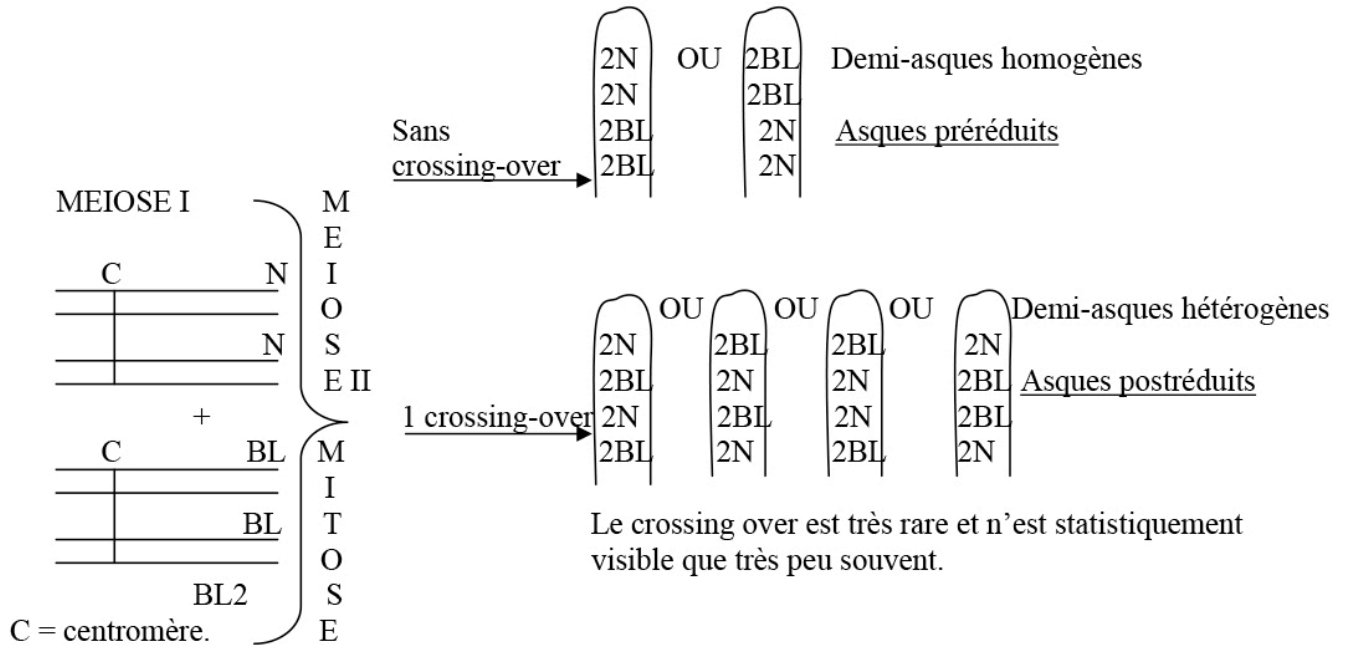 2N OU 2BL Demi-asques homogènes
2N 2BL
Sans 2BL 2N Asques préréduits
crossing-over 2BL 2N
MEIOSE I M
E
C N I
O
N S
E II
+
C BL M
I
BL T
O
BL2 S
C = centromère. E
OU OU OU Demi-asques hétérogènes
2N 2BL 2BL 2N
2BL 2N 2N 2BL Asques postréduits
1 crossing-over 2N 2BL 2N 2BL
2BL 2N 2BL 2N
Le crossing over est très rare et n’est statistiquement
visible que très peu souvent.